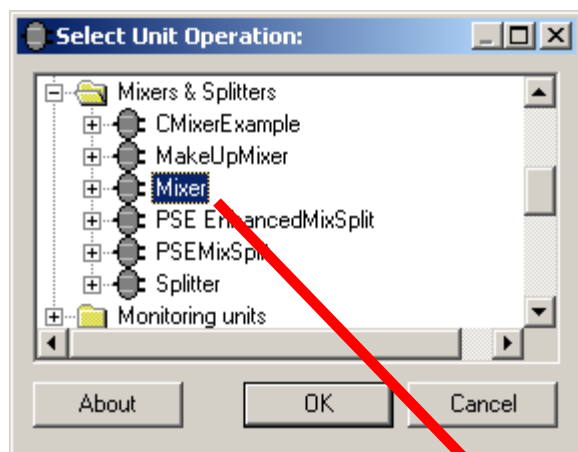 Select Unit Operation:
Mixers & Splitters
CMixerExample
MakeUpMixer
Mixer
PSE EnhancedMixSplit
PSEMixSplit
Splitter
Monitoring units
About OK Cancel